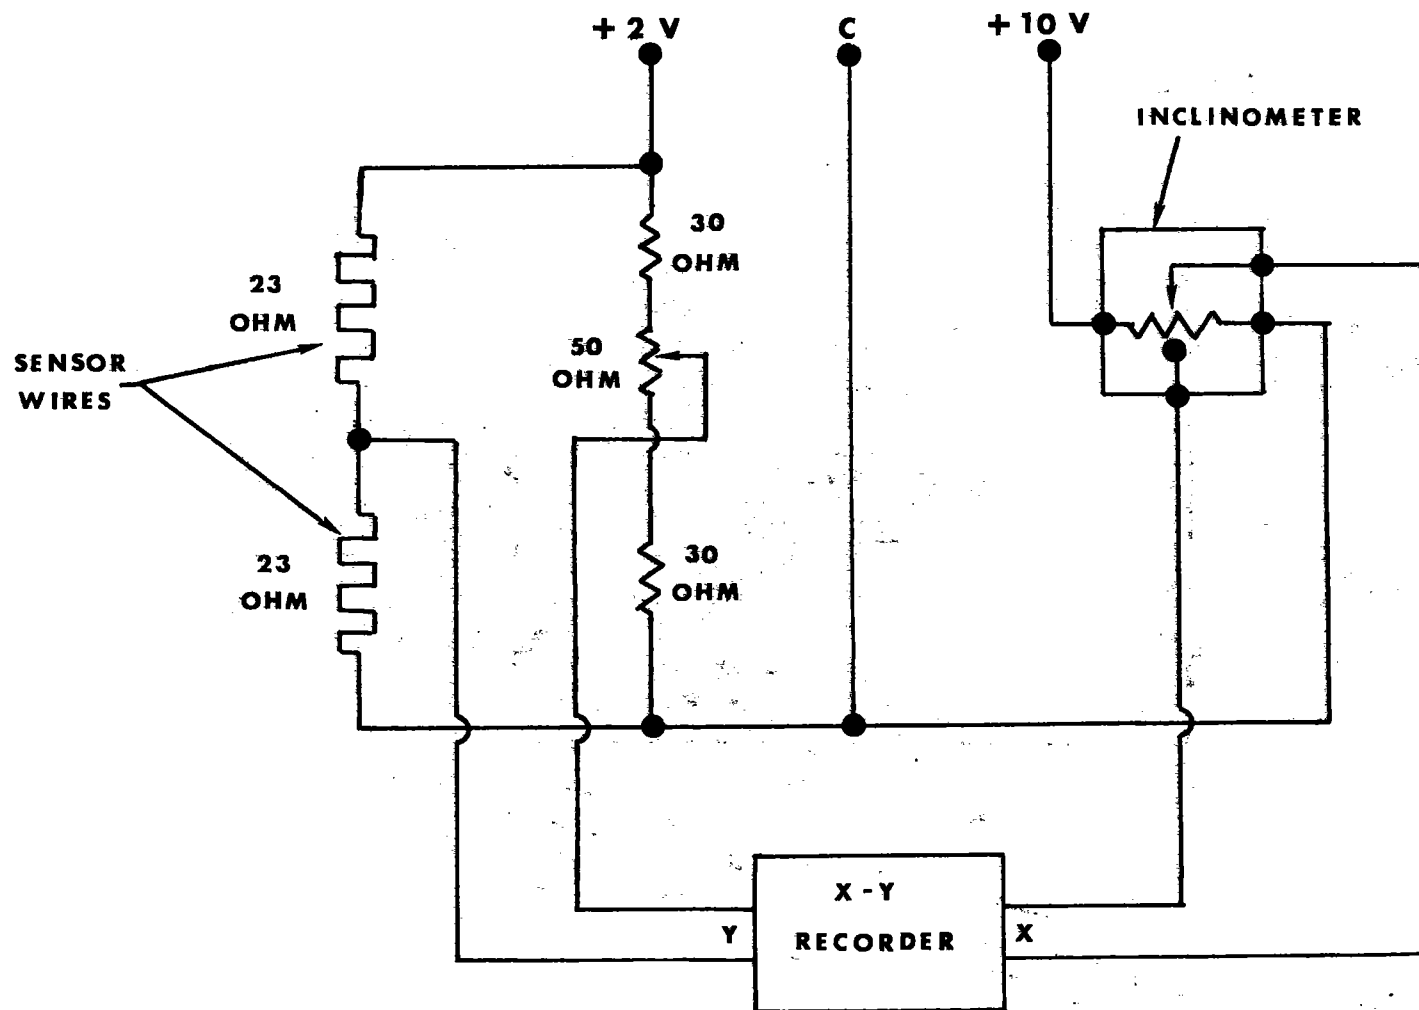 + 2 V
C
+ 10 V
INCLINOMETER
30
OHM
23
OHM
50
OHM
SENSOR
WIRES
30
OHM
23
OHM
X - Y
RECORDER
Y
X